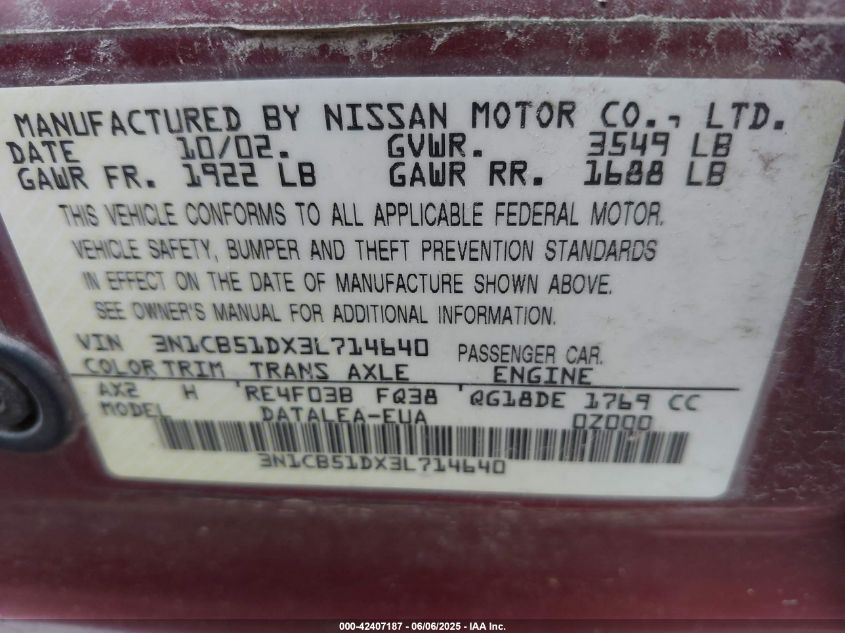 MANUFACTURED BY NISSAN MOTOR CO., LTD.
DATE 10/02. GVWR. 3549 LB
GAWR FR. 1922 LB GAWR RR. 1688 LB
THIS VEHICLE CONFORMS TO ALL APPLICABLE FEDERAL MOTOR.
VEHICLE SAFETY, BUMPER AND THEFT PREVENTION STANDARDS
IN EFFECT ON THE DATE OF MANUFACTURE SHOWN ABOVE.
SEE OWNER'S MANUAL FOR ADDITIONAL INFORMATION.
VIN 3N1CB51DX3L714640 PASSENGER CAR.
COLOR TRIM TRANS AXLE ENGINE
AX2 H RE4F03B FQ38 QG18DE 1769 CC
MODEL DATALEA-EUA 0Z000
3N1CB51DX3L714640
000-42407187 - 06/06/2025 - IAA Inc.